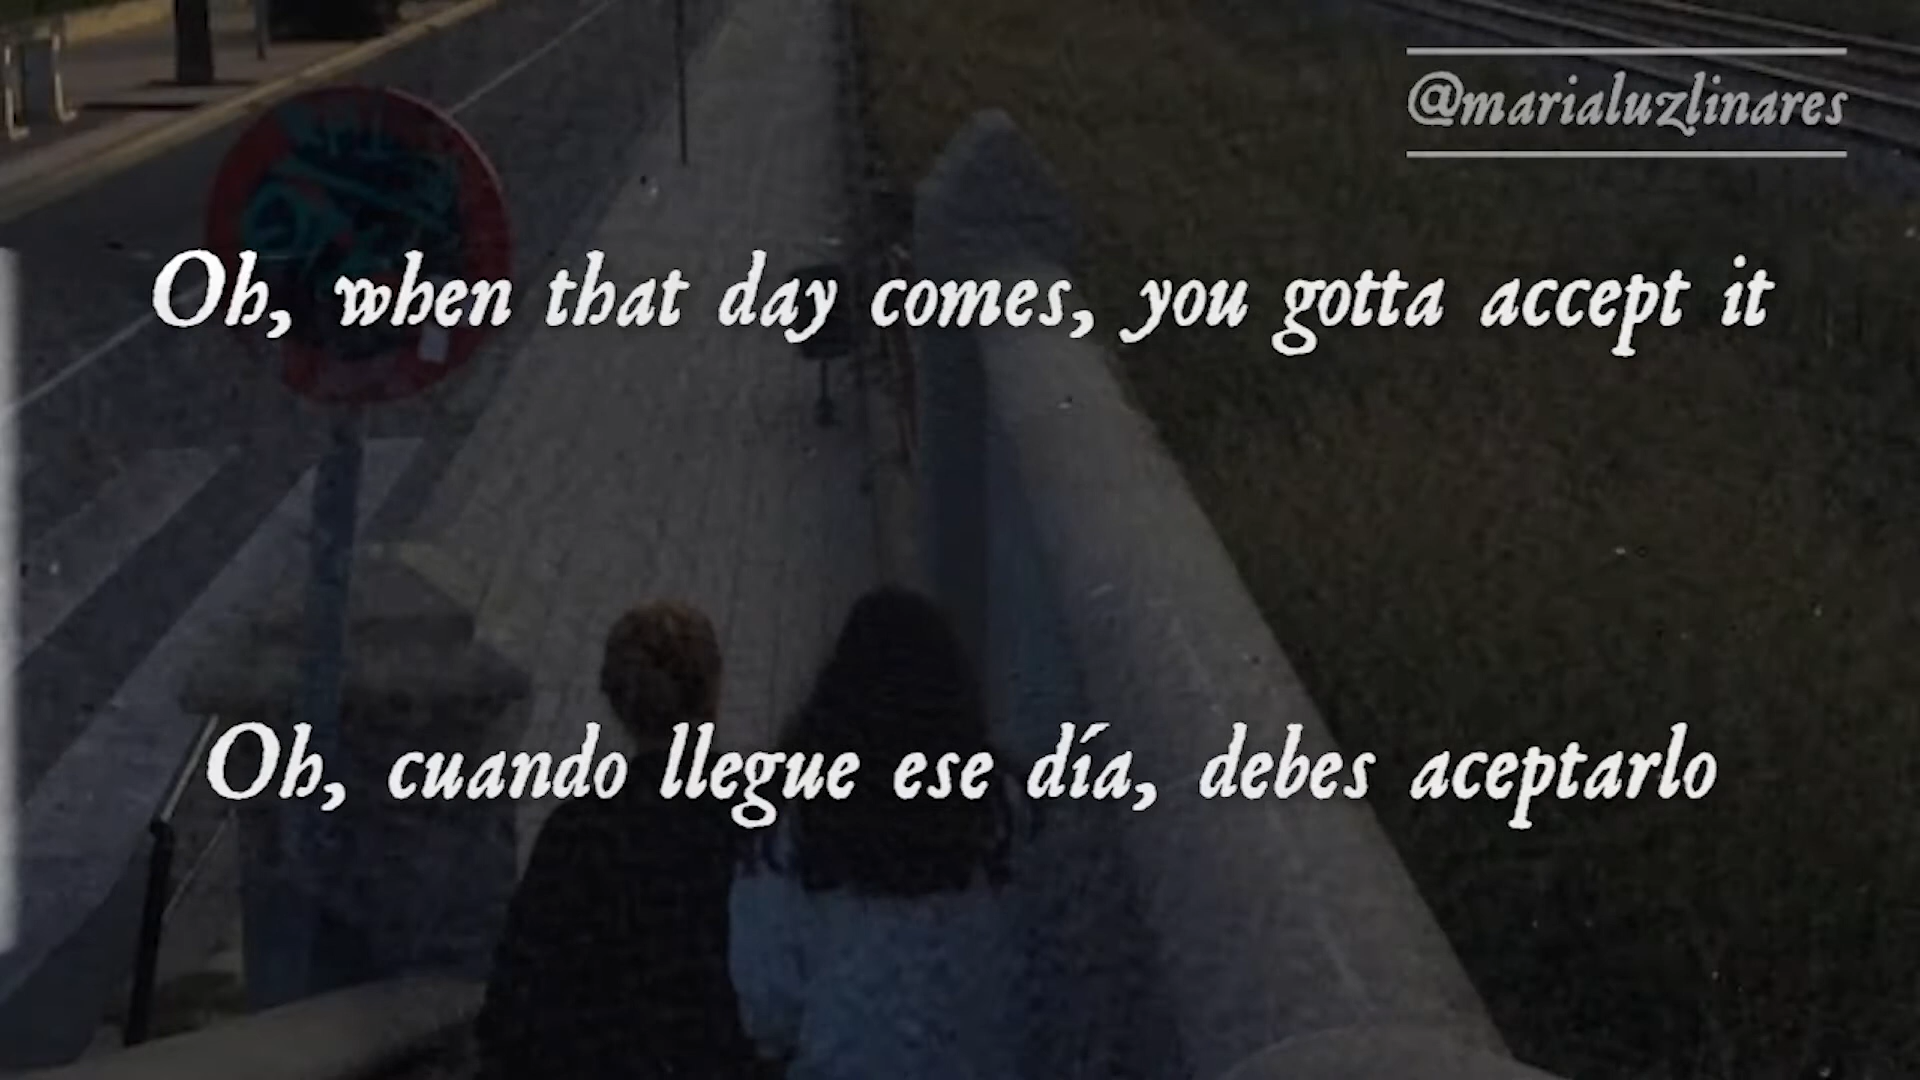 @marialuzlinares
Oh, when that day comes, you gotta accept it
Oh, cuando llegue ese día, debes aceptarlo